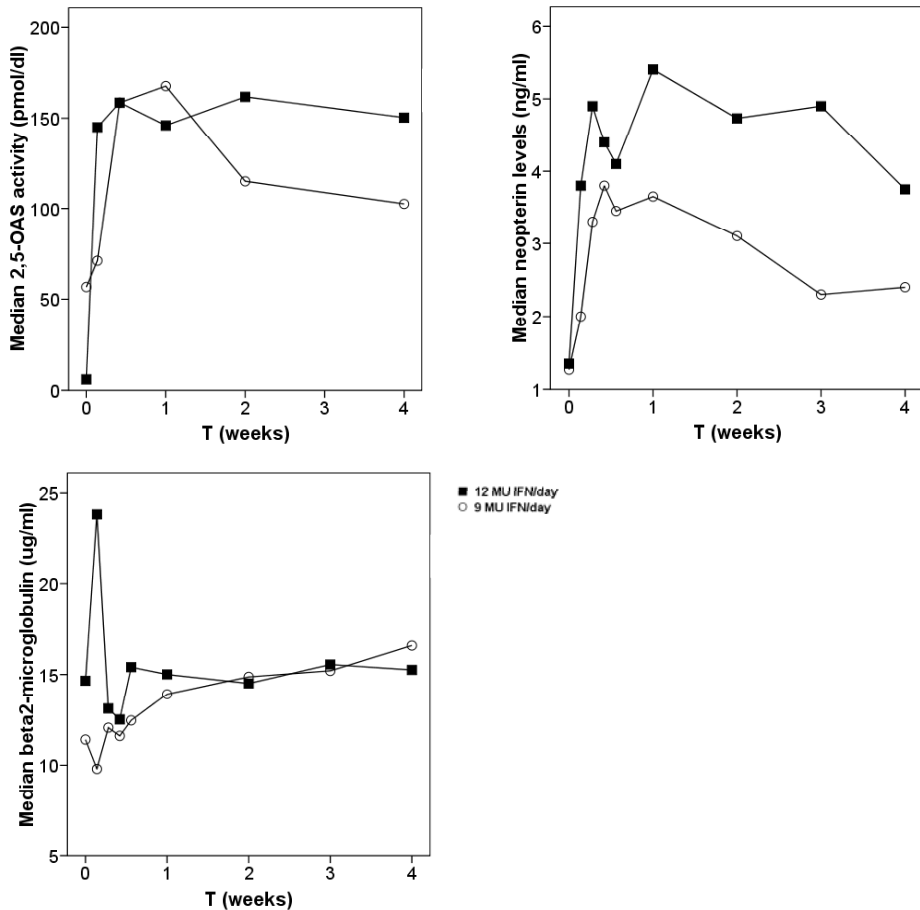 Median 2,5-OAS activity (pmol/dl)
200
150
100
50
0
0 1 2 3 4
T (weeks)
Median neopterin levels (ng/ml)
6
5
4
3
2
1
0 1 2 3 4
T (weeks)
Median beta2-microglobulin (ug/ml)
25
20
15
10
5
0 1 2 3 4
T (weeks)
12 MU IFN/day
9 MU IFN/day